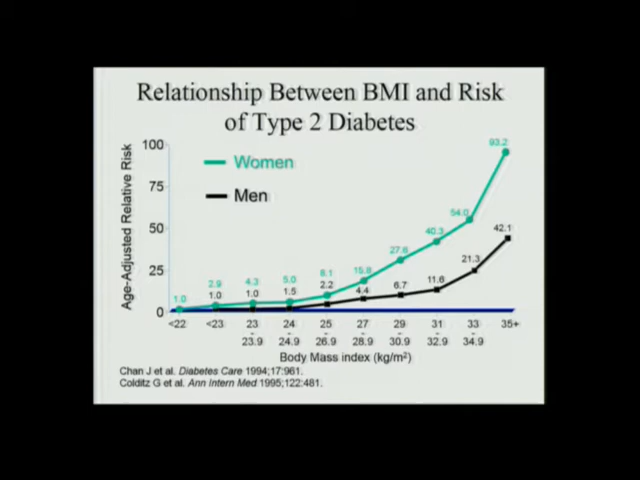 Relationship Between BMI and Risk
of Type 2 Diabetes
Age-Adjusted Relative Risk
100
75
50
25
0
Women
Men
1.0 2.9 4.3 5.0 8.1 15.8 27.6 40.3 54.0 93.2
1.0 1.0 1.5 2.2 4.4 6.7 11.6 21.3 42.1
<22 <23 23 24 25 27 29 31 33 35+
- - - - - - -
23.9 24.9 26.9 28.9 30.9 32.9 34.9
Body Mass index (kg/m²)
Chan J et al. Diabetes Care 1994;17:961.
Colditz G et al. Ann Intern Med 1995;122:481.